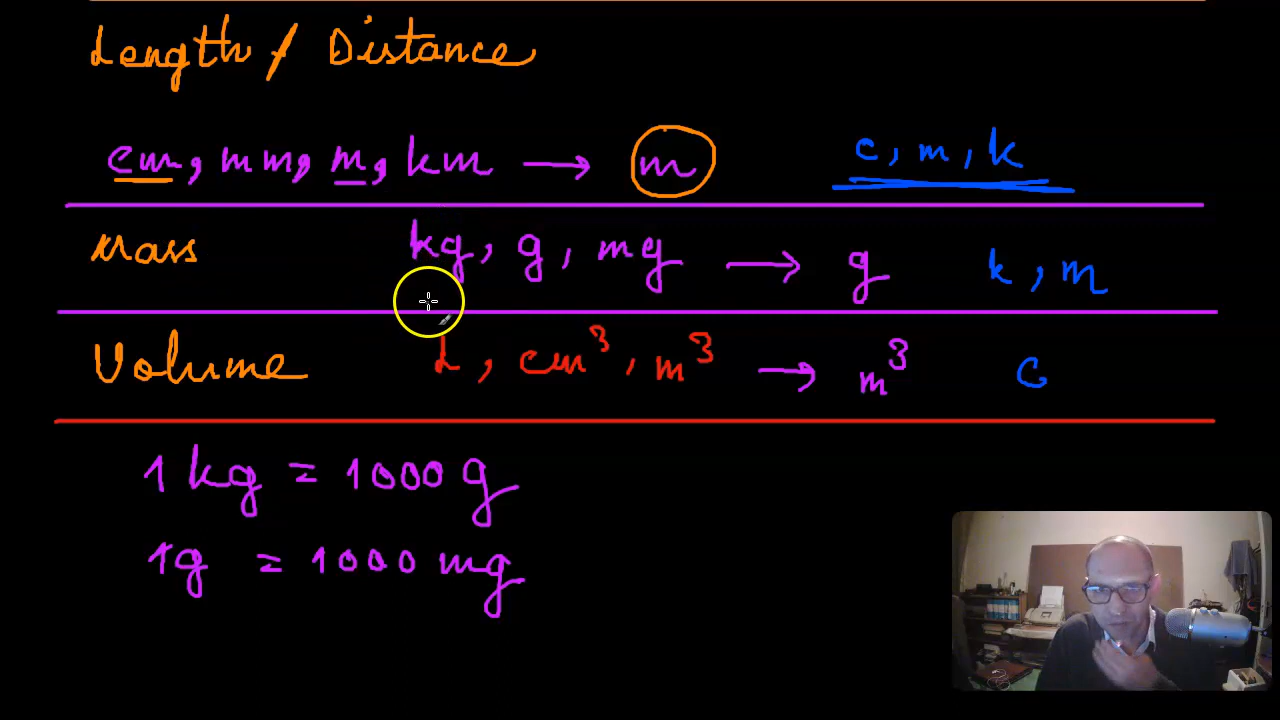 Length / Distance
cm, mm, m, km → m c, m, k
Mass kg, g, mg → g k, m
Volume L, cm³, m³ → m³ c
1 kg = 1000 g
1g = 1000 mg